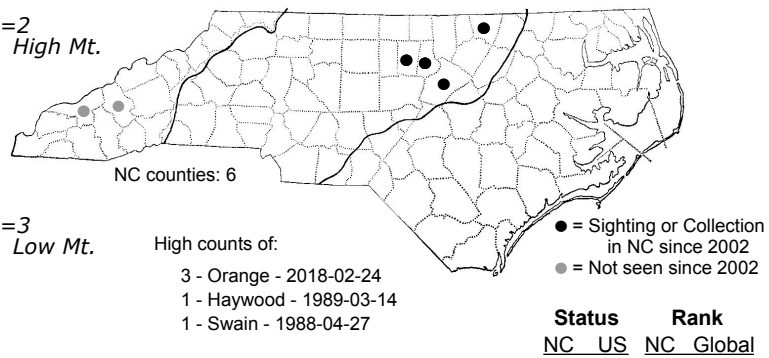 =2
High Mt.
NC counties: 6
=3
Low Mt.
High counts of:
3 - Orange - 2018-02-24
1 - Haywood - 1989-03-14
1 - Swain - 1988-04-27
● = Sighting or Collection
in NC since 2002
● = Not seen since 2002
Status Rank
NC US NC Global